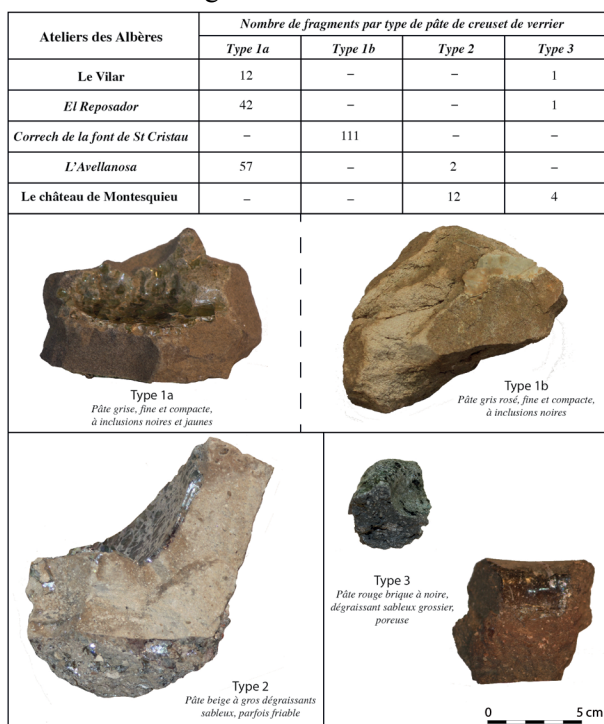 Ateliers des Albères
Nombre de fragments par type de pâte de creuset de verrier
Type 1a Type 1b Type 2 Type 3
Le Vilar 12 – – 1
El Reposador 42 – – 1
Correch de la font de St Cristau – 111 – –
L'Avellanosa 57 – 2 –
Le château de Montesquieu – – 12 4
Type 1a
Pâte grise, fine et compacte,
à inclusions noires et jaunes
Type 1b
Pâte gris rosé, fine et compacte,
à inclusions noires
Type 2
Pâte beige à gros dégraissants
sableux, parfois friable
Type 3
Pâte rouge brique à noire,
dégraissant sableux grossier,
poreuse
0 5 cm